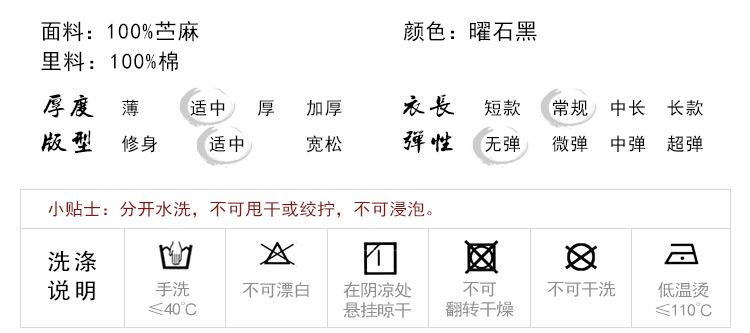 面料：100%苎麻 颜色：曜石黑
里料：100%棉
厚度 薄 适中 厚 加厚 衣長 短款 常规 中长 长款
版型 修身 适中 宽松 弹性 无弹 微弹 中弹 超弹
小贴士：分开水洗，不可甩干或绞拧，不可浸泡。
洗涤
说明
手洗
≤40℃
不可漂白
在阴凉处
悬挂晾干
不可
翻转干燥
不可干洗
低温烫
≤110℃